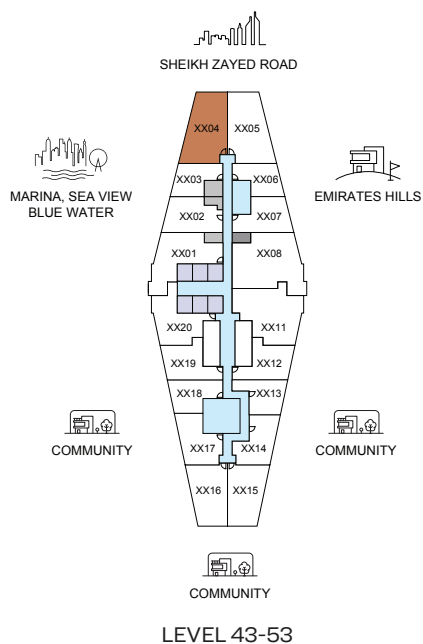 SHEIKH ZAYED ROAD
XX04
XX05
MARINA, SEA VIEW
BLUE WATER
XX03
XX06
EMIRATES HILLS
XX02
XX07
XX01
XX08
XX20
XX11
XX19
XX12
XX18
XX13
COMMUNITY
COMMUNITY
XX17
XX14
XX16
XX15
COMMUNITY
LEVEL 43-53